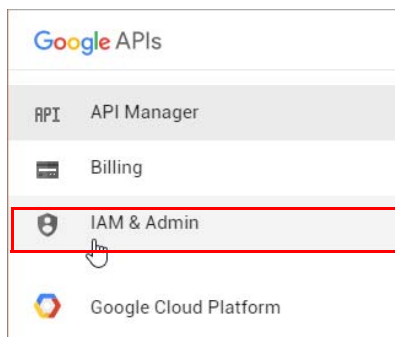 Google APIs
API API Manager
Billing
IAM & Admin
Google Cloud Platform